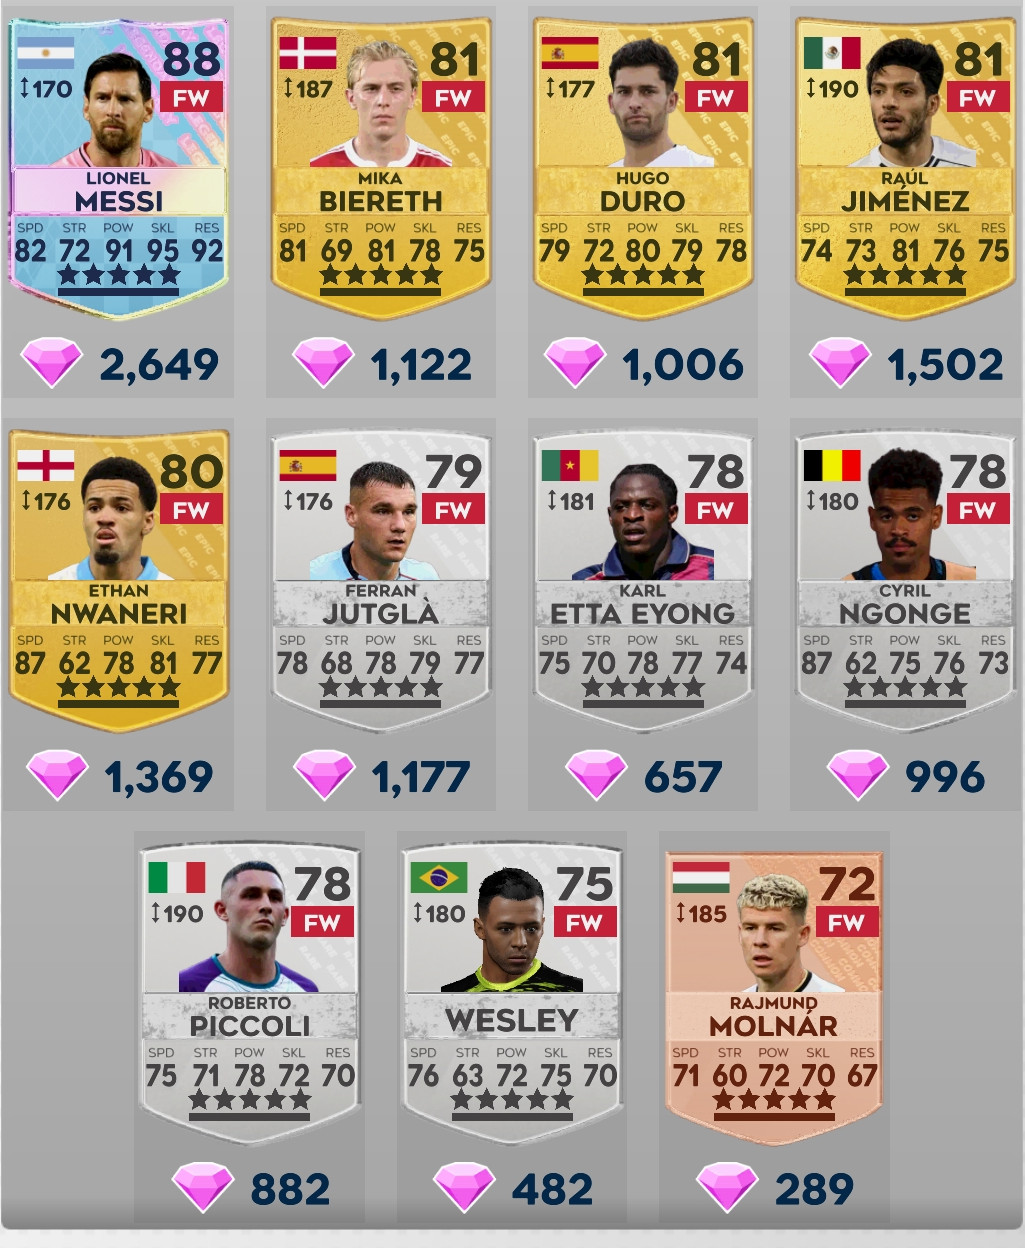 88
170
FW
LIONEL
MESSI
SPD STR POW SKL RES
82 72 91 95 92
2,649
81
187
FW
MIKA
BIERETH
SPD STR POW SKL RES
81 69 81 78 75
1,122
81
177
FW
HUGO
DURO
SPD STR POW SKL RES
79 72 80 79 78
1,006
81
190
FW
RAÚL
JIMÉNEZ
SPD STR POW SKL RES
74 73 81 76 75
1,502
80
176
FW
ETHAN
NWANERI
SPD STR POW SKL RES
87 62 78 81 77
1,369
79
176
FW
FERRAN
JUTGLÀ
SPD STR POW SKL RES
78 68 78 79 77
1,177
78
181
FW
KARL
ETTA EYONG
SPD STR POW SKL RES
75 70 78 77 74
657
78
180
FW
CYRIL
NGONGE
SPD STR POW SKL RES
87 62 75 76 73
996
78
190
FW
ROBERTO
PICCOLI
SPD STR POW SKL RES
75 71 78 72 70
882
75
180
FW
WESLEY
SPD STR POW SKL RES
76 63 72 75 70
482
72
185
FW
RAJMUND
MOLNÁR
SPD STR POW SKL RES
71 60 72 70 67
289